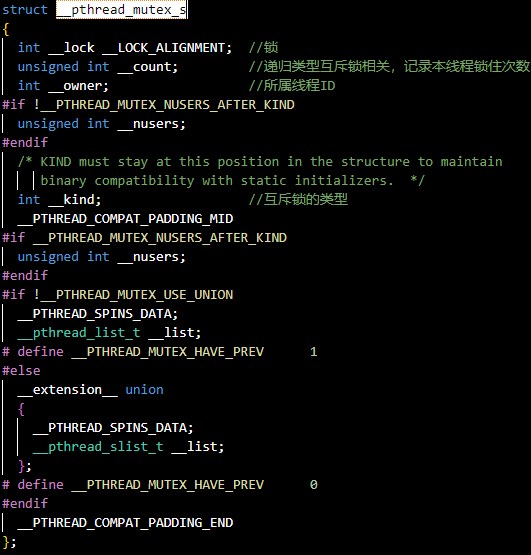 struct __pthread_mutex_s
{
int __lock __LOCK_ALIGNMENT; //锁
unsigned int __count; //递归类型互斥锁相关，记录本线程锁住次数
int __owner; //所属线程ID
#if !__PTHREAD_MUTEX_NUSERS_AFTER_KIND
unsigned int __nusers;
#endif
/* KIND must stay at this position in the structure to maintain
binary compatibility with static initializers. */
int __kind; //互斥锁的类型
__PTHREAD_COMPAT_PADDING_MID
#if __PTHREAD_MUTEX_NUSERS_AFTER_KIND
unsigned int __nusers;
#endif
#if !__PTHREAD_MUTEX_USE_UNION
__PTHREAD_SPINS_DATA;
__pthread_list_t __list;
# define __PTHREAD_MUTEX_HAVE_PREV 1
#else
__extension__ union
{
__PTHREAD_SPINS_DATA;
__pthread_slist_t __list;
};
# define __PTHREAD_MUTEX_HAVE_PREV 0
#endif
__PTHREAD_COMPAT_PADDING_END
};